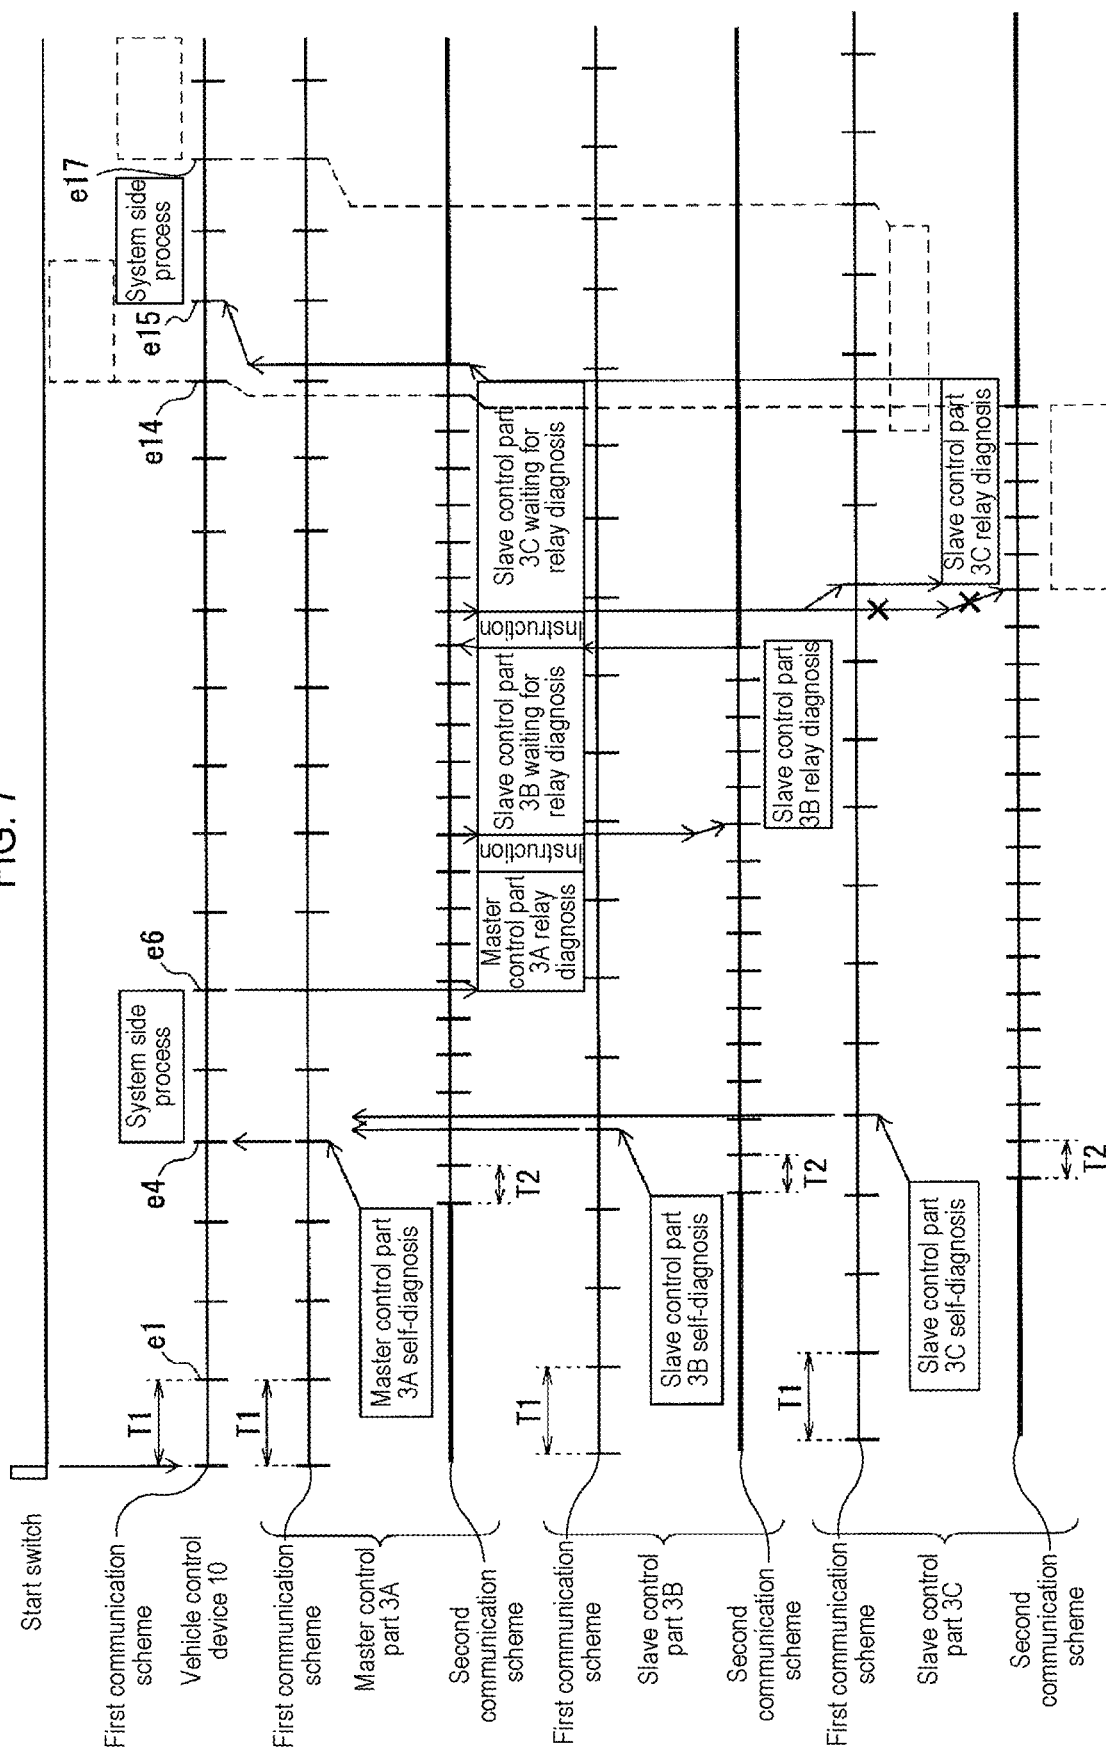 FIG. 7
Start switch
First communication
scheme
Vehicle control
device 10
T1
e1
e4
System side
process
e6
e14
e15
System side
process
e17
First communication
scheme
T1
Master control
part 3A
Master control part
3A self-diagnosis
Second
communication
scheme
T2
Master
control part
3A relay
diagnosis
Instruction
Slave control part
3B waiting for
relay diagnosis
Instruction
Slave control part
3C waiting for
relay diagnosis
First communication
scheme
T1
Slave control
part 3B
Slave control part
3B self-diagnosis
Second
communication
scheme
T2
Slave control part
3B relay diagnosis
First communication
scheme
T1
Slave control
part 3C
Slave control part
3C self-diagnosis
Slave control part
3C relay diagnosis
Second
communication
scheme
T2